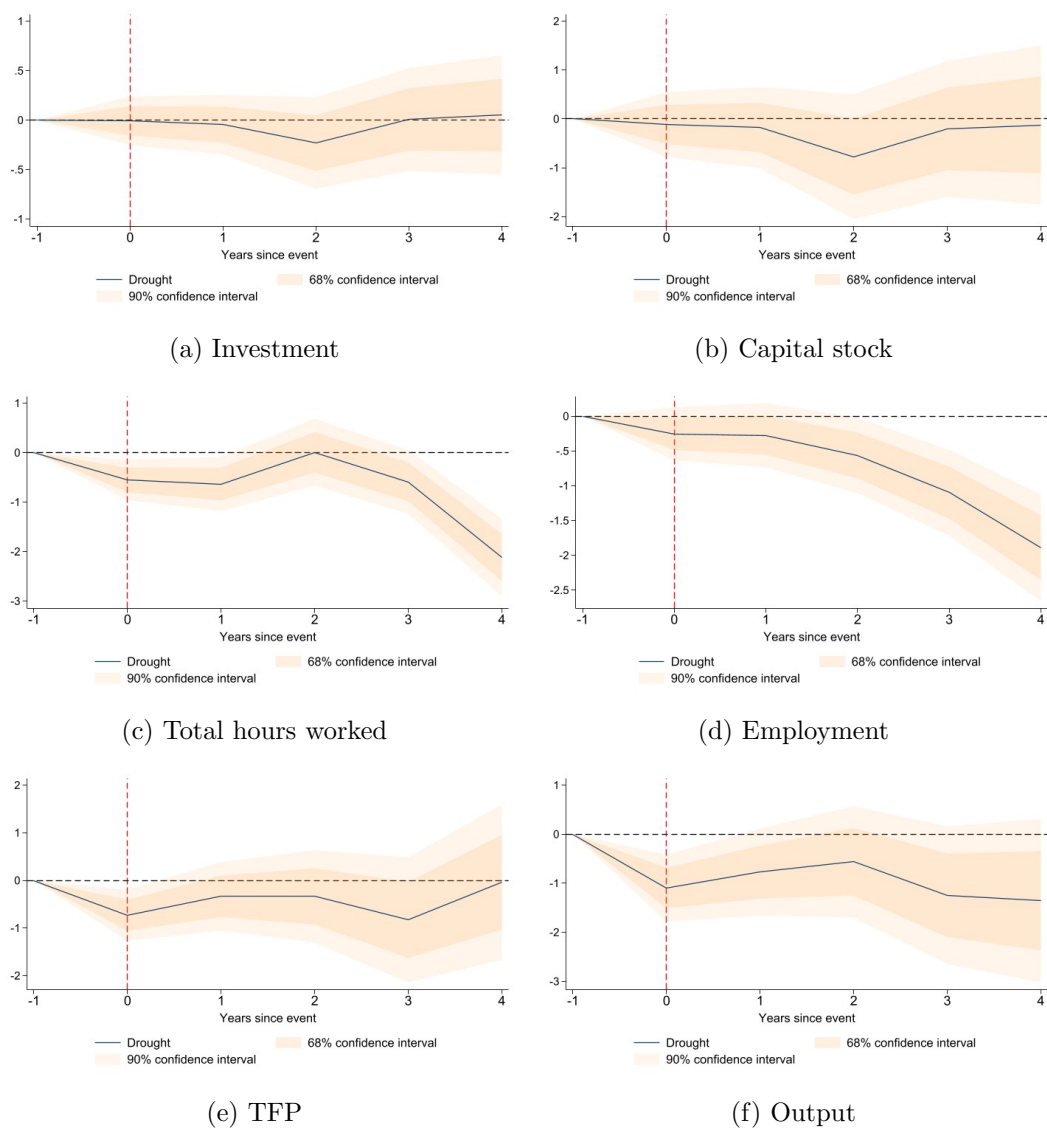 1
.5
0
-.5
-1
-1 0 1 2 3 4
Years since event
Drought 68% confidence interval
90% confidence interval
(a) Investment
2
1
0
-1
-2
-1 0 1 2 3 4
Years since event
Drought 68% confidence interval
90% confidence interval
(b) Capital stock
1
0
-1
-2
-3
-1 0 1 2 3 4
Years since event
Drought 68% confidence interval
90% confidence interval
(c) Total hours worked
0
-.5
-1
-1.5
-2
-2.5
-1 0 1 2 3 4
Years since event
Drought 68% confidence interval
90% confidence interval
(d) Employment
2
1
0
-1
-2
-1 0 1 2 3 4
Years since event
Drought 68% confidence interval
90% confidence interval
(e) TFP
1
0
-1
-2
-3
-1 0 1 2 3 4
Years since event
Drought 68% confidence interval
90% confidence interval
(f) Output